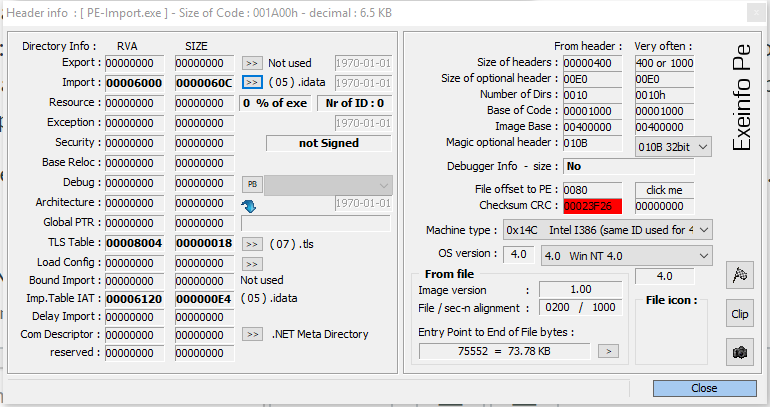 Header info : [ PE-Import.exe ] - Size of Code : 001A00h - decimal : 6.5 KB
Directory Info : RVA SIZE
Export : 00000000 00000000 >> Not used 1970-01-01
Import : 00006000 0000060C >> ( 05 ) .idata 1970-01-01
Resource : 00000000 00000000 0 % of exe Nr of ID : 0
Exception : 00000000 00000000 1970-01-01
Security : 00000000 00000000 not Signed
Base Reloc : 00000000 00000000
Debug : 00000000 00000000 PB
Architecture : 00000000 00000000 1970-01-01
Global PTR : 00000000 00000000
TLS Table : 00008004 00000018 >> ( 07 ) .tls
Load Config : 00000000 00000000 >>
Bound Import : 00000000 00000000 Not used
Imp.Table IAT : 00006120 000000E4 ( 05 ) .idata
Delay Import : 00000000 00000000
Com Descriptor : 00000000 00000000 >> .NET Meta Directory
reserved : 00000000 00000000
From header : Very often :
Size of headers : 00000400 400 or 1000
Size of optional header : 00E0 00E0
Number of Dirs : 0010 0010h
Base of Code : 00001000 00001000
Image Base : 00400000 00400000
Magic optional header : 010B 010B 32bit
Debugger Info - size : No
File offset to PE : 0080 click me
Checksum CRC : 00023F26 00000000
Machine type : 0x14C Intel I386 (same ID used for 4
OS version : 4.0 4.0 Win NT 4.0
From file 4.0
Image version : 1.00
File / sec-n alignment : 0200 / 1000
File icon :
Entry Point to End of File bytes :
75552 = 73.78 KB >
Exeinfo Pe
Clip
Close